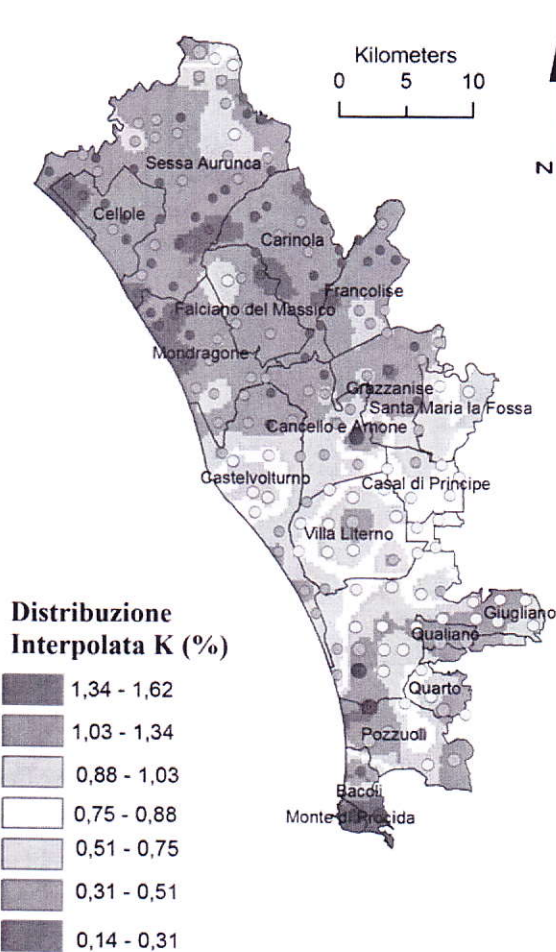 Kilometers
0 5 10
N
Sessa Aurunca
Cellole
Carinola
Francolise
Falciano del Massico
Mondragone
Grazzanise
Santa Maria la Fossa
Cancello e Arnone
Castelvolturno
Casal di Principe
Villa Literno
Giugliano
Qualiano
Quarto
Pozzuoli
Bacoli
Monte di Procida
Distribuzione
Interpolata K (%)
1,34 - 1,62
1,03 - 1,34
0,88 - 1,03
0,75 - 0,88
0,51 - 0,75
0,31 - 0,51
0,14 - 0,31